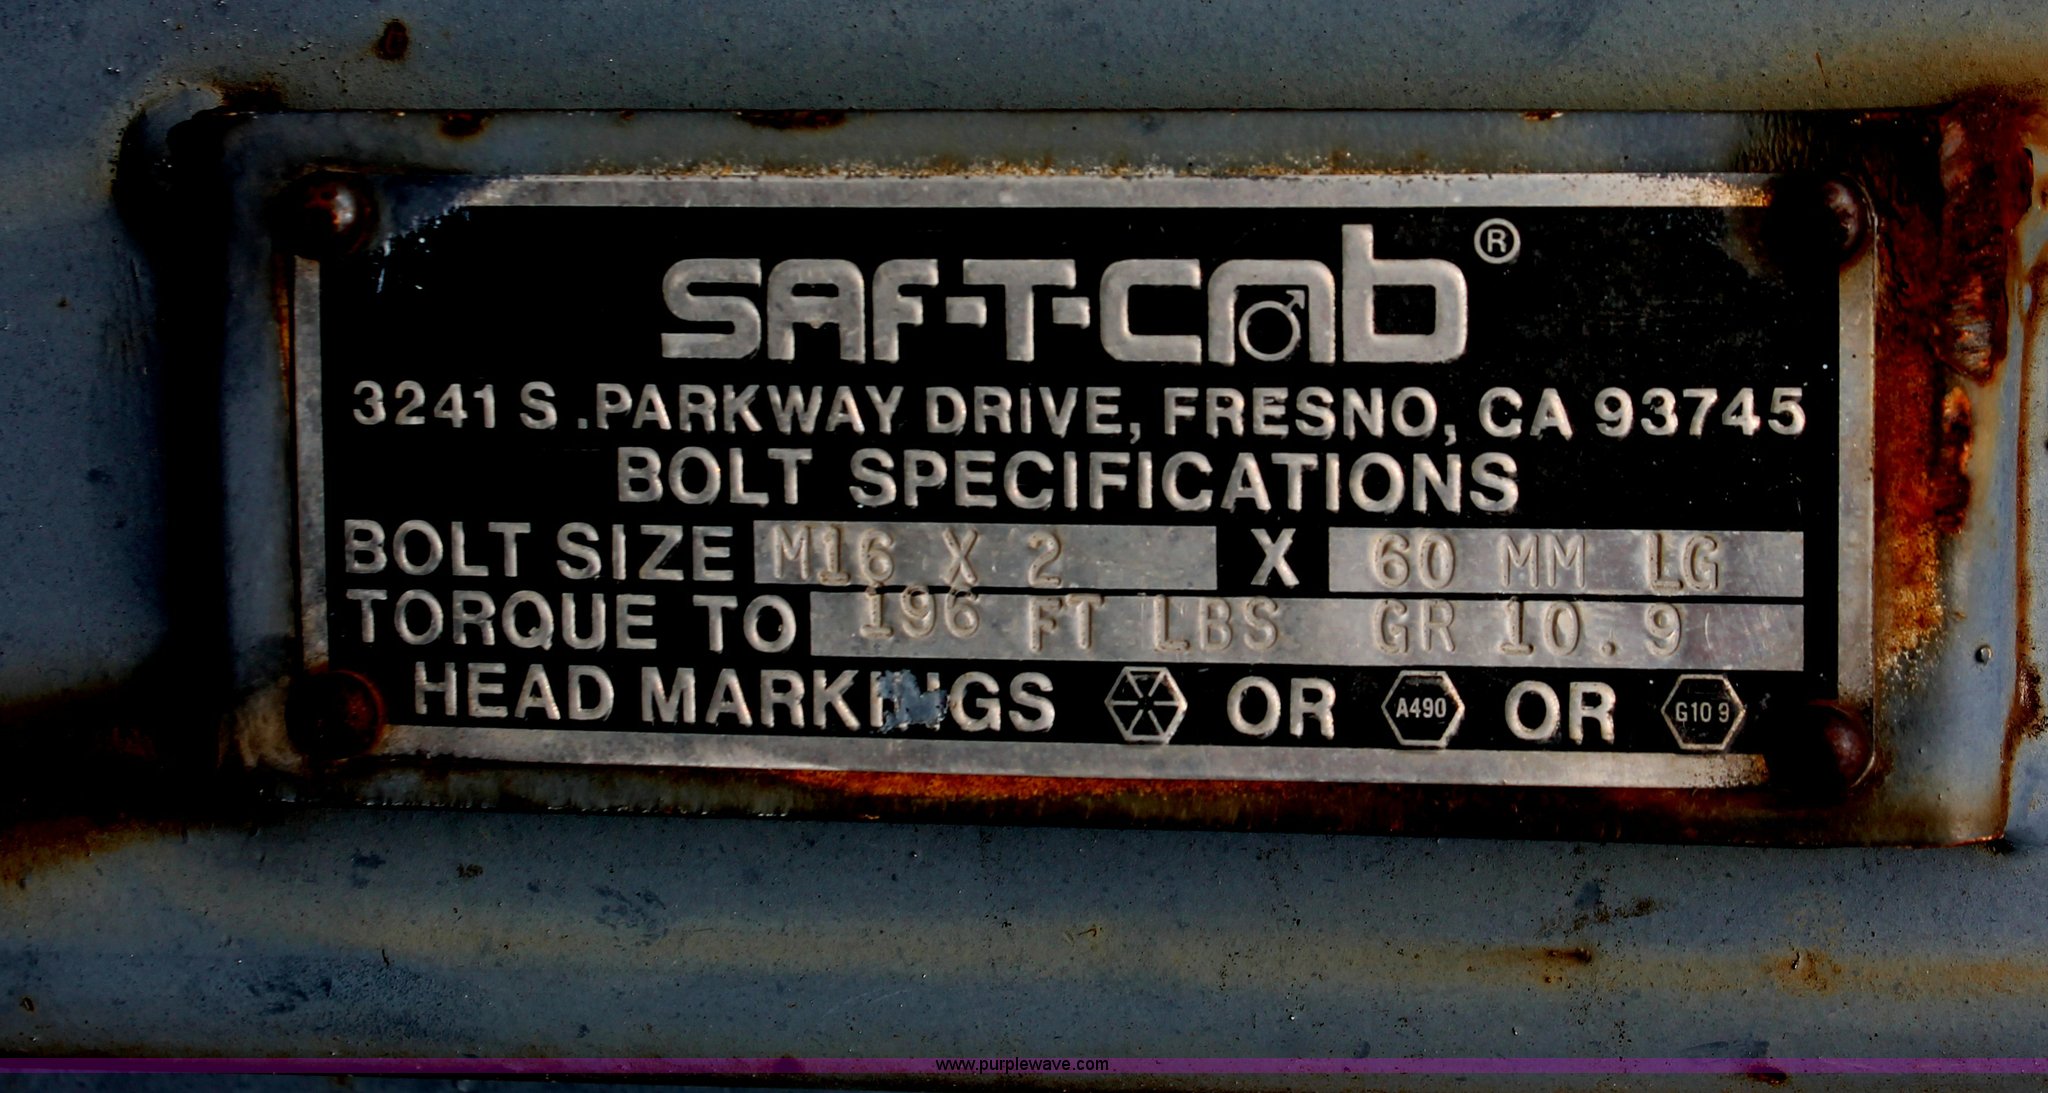 SAF-T-CAb ®
3241 S. PARKWAY DRIVE, FRESNO, CA 93745
BOLT SPECIFICATIONS
BOLT SIZE M16 X 2 X 60 MM LG
TORQUE TO 196 FT LBS GR 10.9
HEAD MARKINGS OR A490 OR G10 9
www.purplewave.com